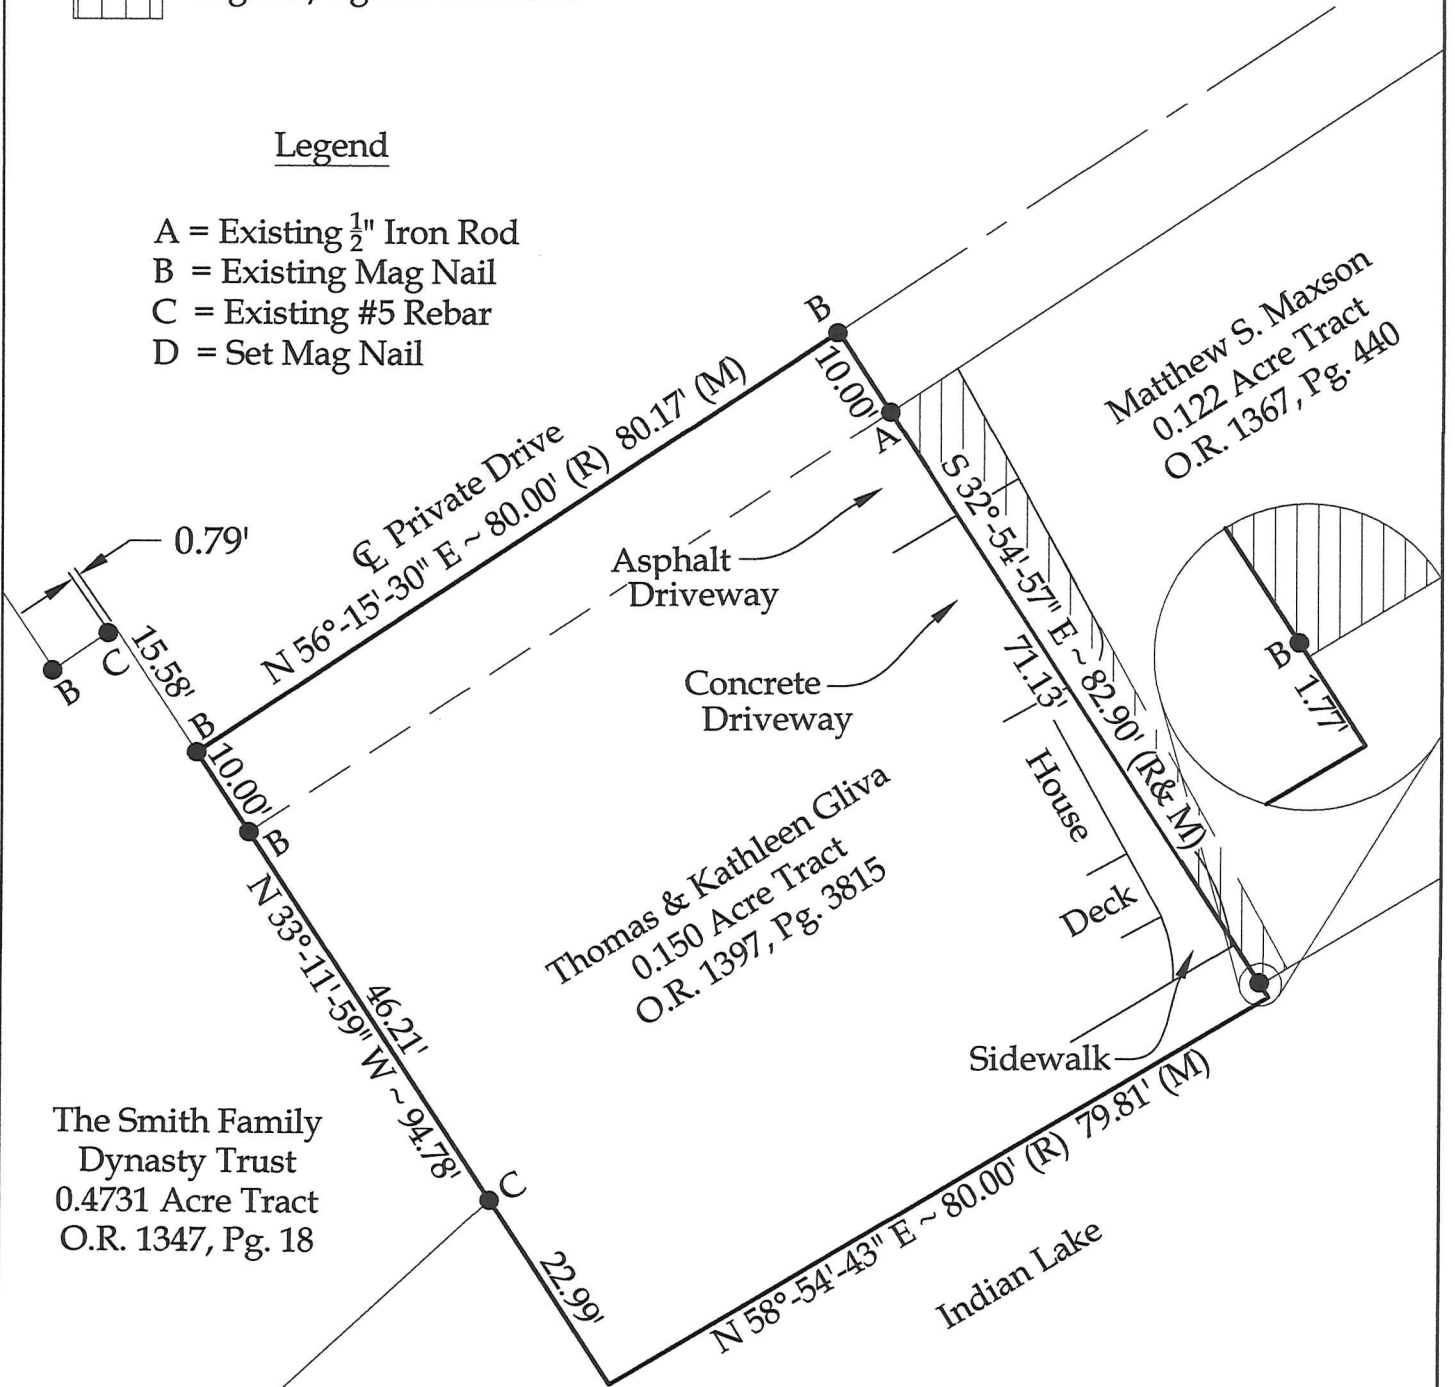 Legend
A = Existing ½" Iron Rod
B = Existing Mag Nail
C = Existing #5 Rebar
D = Set Mag Nail
B
10.00'
A
Matthew S. Maxson
0.122 Acre Tract
O.R. 1367, Pg. 440
℄ Private Drive
N 56°-15'-30" E ~ 80.00' (R) 80.17' (M)
0.79'
B
C
15.58'
B
10.00'
B
Asphalt
Driveway
Concrete
Driveway
S 32°-54'-57" E ~ 82.90' (R& M)
71.13'
B
1.77'
House
Deck
Sidewalk
Thomas & Kathleen Gliva
0.150 Acre Tract
O.R. 1397, Pg. 3815
N 33°-11'-59" W ~ 94.78'
46.21'
C
22.99'
The Smith Family
Dynasty Trust
0.4731 Acre Tract
O.R. 1347, Pg. 18
N 58°-54'-43" E ~ 80.00' (R) 79.81' (M)
Indian Lake